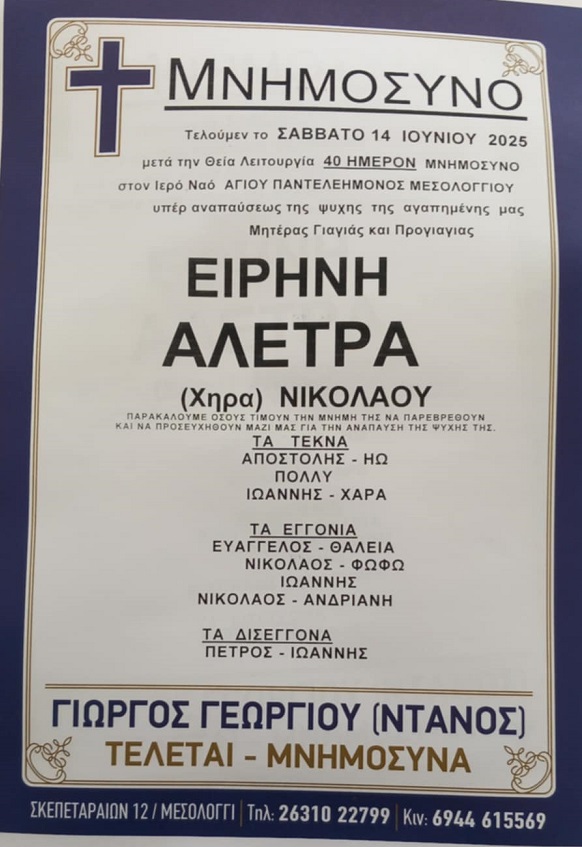 ΜΝΗΜΟΣΥΝΟ
Τελούμεν το ΣΑΒΒΑΤΟ 14 ΙΟΥΝΙΟΥ 2025
μετά την Θεία Λειτουργία 40 ΗΜΕΡΟΝ ΜΝΗΜΟΣΥΝΟ
στον Ιερό Ναό ΑΓΙΟΥ ΠΑΝΤΕΛΕΗΜΟΝΟΣ ΜΕΣΟΛΟΓΓΙΟΥ
υπέρ αναπαύσεως της ψυχης της αγαπημένης μας
Μητέρας Γιαγιάς και Προγιαγιας
ΕΙΡΗΝΗ
ΑΛΕΤΡΑ
(Χηρα) ΝΙΚΟΛΑΟΥ
ΠΑΡΑΚΑΛΟΥΜΕ ΟΣΟΥΣ ΤΙΜΟΥΝ ΤΗΝ ΜΝΗΜΗ ΤΗΣ ΝΑ ΠΑΡΕΒΡΕΘΟΥΝ
ΚΑΙ ΝΑ ΠΡΟΣΕΥΧΗΘΟΥΝ ΜΑΖΙ ΜΑΣ ΓΙΑ ΤΗΝ ΑΝΑΠΑΥΣΗ ΤΗΣ ΨΥΧΗΣ ΤΗΣ.
ΤΑ ΤΕΚΝΑ
ΑΠΟΣΤΟΛΗΣ - ΗΩ
ΠΟΛΛΥ
ΙΩΑΝΝΗΣ - ΧΑΡΑ
ΤΑ ΕΓΓΟΝΙΑ
ΕΥΑΓΓΕΛΟΣ - ΘΑΛΕΙΑ
ΝΙΚΟΛΑΟΣ - ΦΩΦΩ
ΙΩΑΝΝΗΣ
ΝΙΚΟΛΑΟΣ - ΑΝΔΡΙΑΝΗ
ΤΑ ΔΙΣΕΓΓΟΝΑ
ΠΕΤΡΟΣ - ΙΩΑΝΝΗΣ
ΓΙΩΡΓΟΣ ΓΕΩΡΓΙΟΥ (ΝΤΑΝΟΣ)
ΤΕΛΕΤΑΙ - ΜΝΗΜΟΣΥΝΑ
ΣΚΕΠΕΤΑΡΑΙΩΝ 12 / ΜΕΣΟΛΟΓΓΙ | Τηλ: 26310 22799 | Κιν: 6944 615569